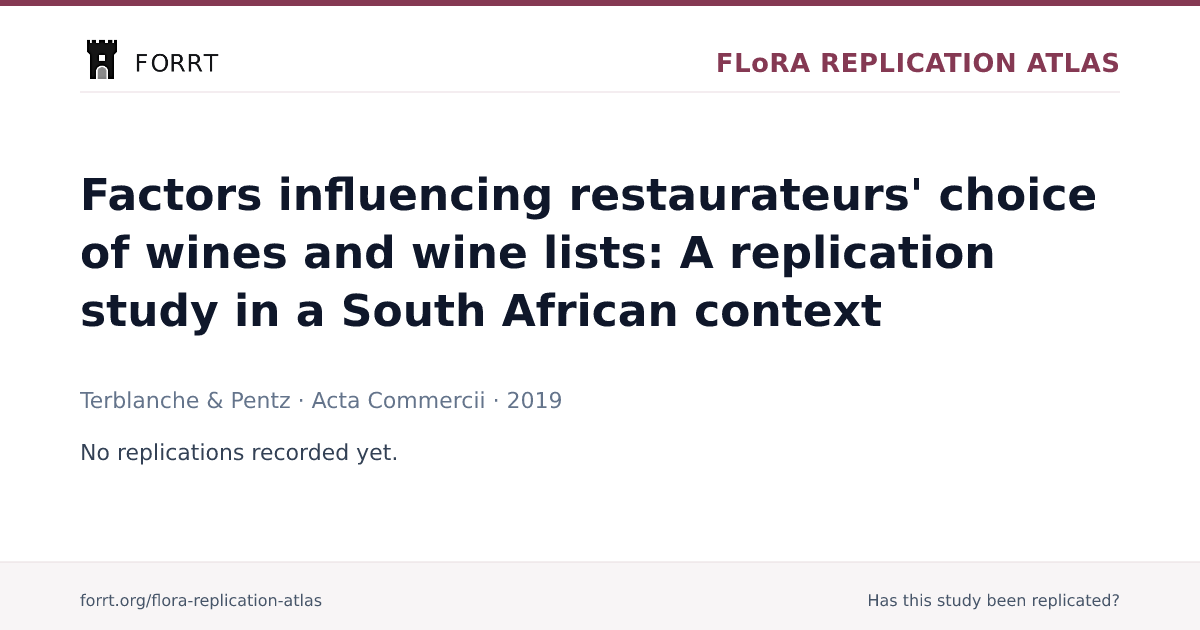 FORRT
FLoRA REPLICATION ATLAS
Factors influencing restaurateurs' choice
of wines and wine lists: A replication
study in a South African context
Terblanche & Pentz · Acta Commercii · 2019
No replications recorded yet.
forrt.org/flora-replication-atlas
Has this study been replicated?